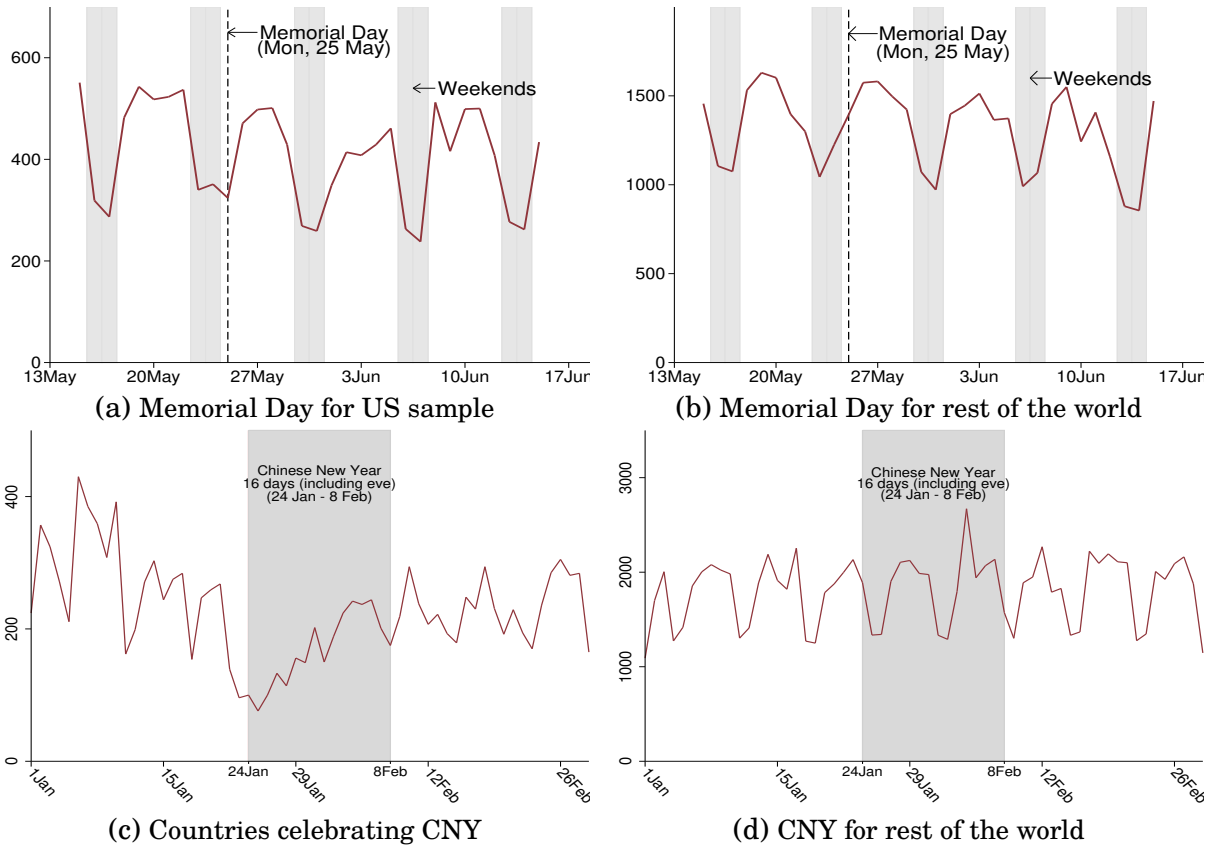 600
400
200
0
Memorial Day
(Mon, 25 May)
Weekends
13May 20May 27May 3Jun 10Jun 17Jun
(a) Memorial Day for US sample
1500
1000
500
0
Memorial Day
(Mon, 25 May)
Weekends
13May 20May 27May 3Jun 10Jun 17Jun
(b) Memorial Day for rest of the world
400
200
0
Chinese New Year
16 days (including eve)
(24 Jan - 8 Feb)
1Jan 15Jan 24Jan 29Jan 8Feb 12Feb 26Feb
(c) Countries celebrating CNY
3000
2000
1000
0
Chinese New Year
16 days (including eve)
(24 Jan - 8 Feb)
1Jan 15Jan 24Jan 29Jan 8Feb 12Feb 26Feb
(d) CNY for rest of the world